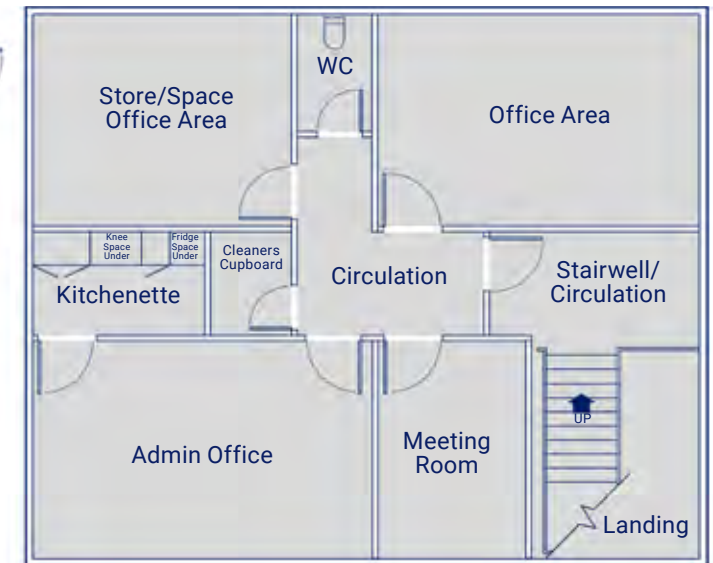 WC
Store/Space
Office Area
Office Area
Knee
Space
Under
Fridge
Space
Under
Cleaners
Cupboard
Kitchenette
Circulation
Stairwell/
Circulation
UP
Admin Office
Meeting
Room
Landing